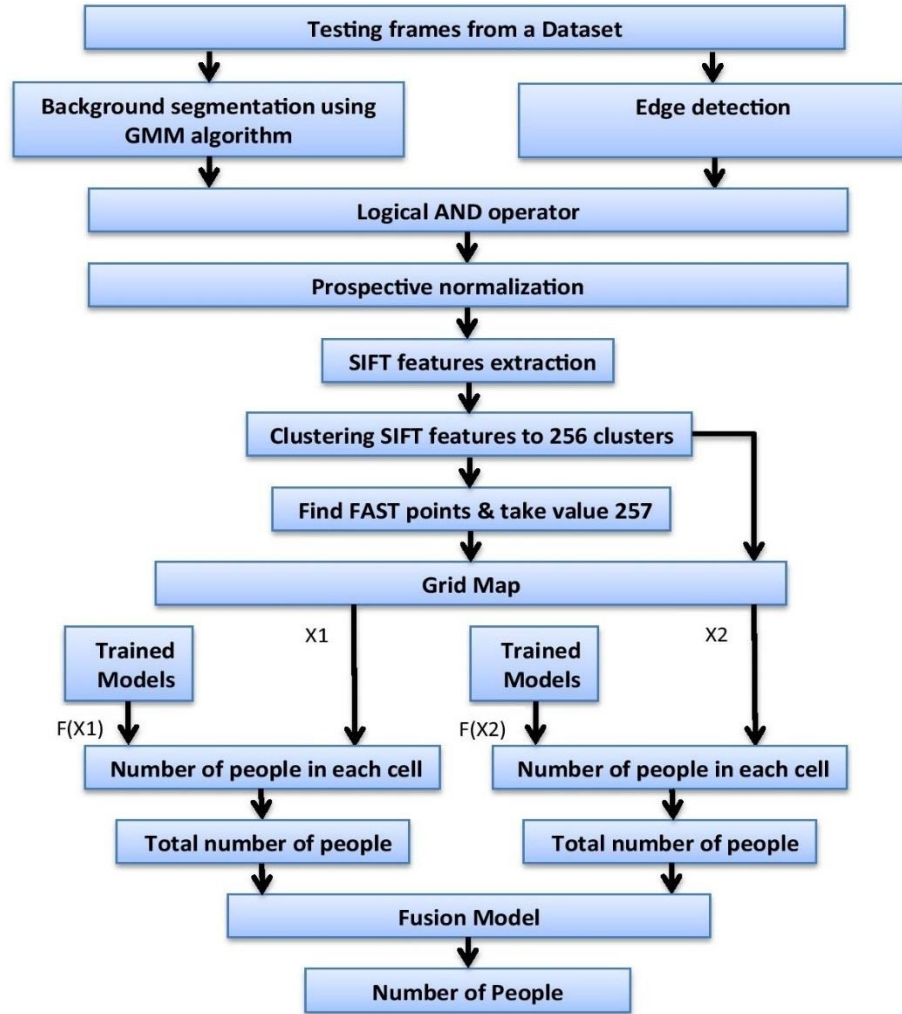 Testing frames from a Dataset
Background segmentation using
GMM algorithm
Edge detection
Logical AND operator
Prospective normalization
SIFT features extraction
Clustering SIFT features to 256 clusters
Find FAST points & take value 257
Grid Map
X1
X2
Trained
Models
Trained
Models
F(X1)
F(X2)
Number of people in each cell
Number of people in each cell
Total number of people
Total number of people
Fusion Model
Number of People